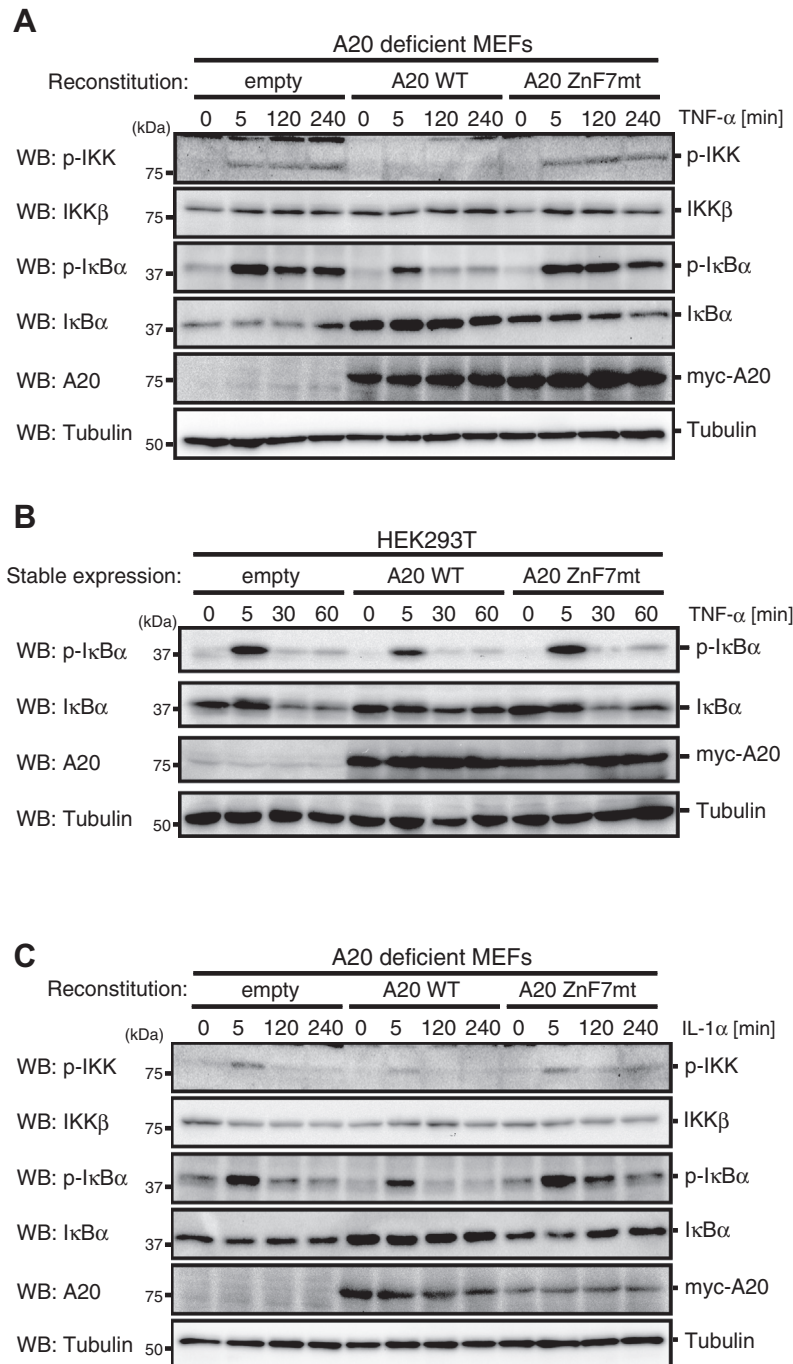 A
A20 deficient MEFs
Reconstitution: empty A20 WT A20 ZnF7mt
(kDa) 0 5 120 240 0 5 120 240 0 5 120 240 TNF-α [min]
WB: p-IKK 75 p-IKK
WB: IKKβ 75 IKKβ
WB: p-IκBα 37 p-IκBα
WB: IκBα 37 IκBα
WB: A20 75 myc-A20
WB: Tubulin 50 Tubulin
B
HEK293T
Stable expression: empty A20 WT A20 ZnF7mt
(kDa) 0 5 30 60 0 5 30 60 0 5 30 60 TNF-α [min]
WB: p-IκBα 37 p-IκBα
WB: IκBα 37 IκBα
WB: A20 75 myc-A20
WB: Tubulin 50 Tubulin
C
A20 deficient MEFs
Reconstitution: empty A20 WT A20 ZnF7mt
(kDa) 0 5 120 240 0 5 120 240 0 5 120 240 IL-1α [min]
WB: p-IKK 75 p-IKK
WB: IKKβ 75 IKKβ
WB: p-IκBα 37 p-IκBα
WB: IκBα 37 IκBα
WB: A20 75 myc-A20
WB: Tubulin 50 Tubulin